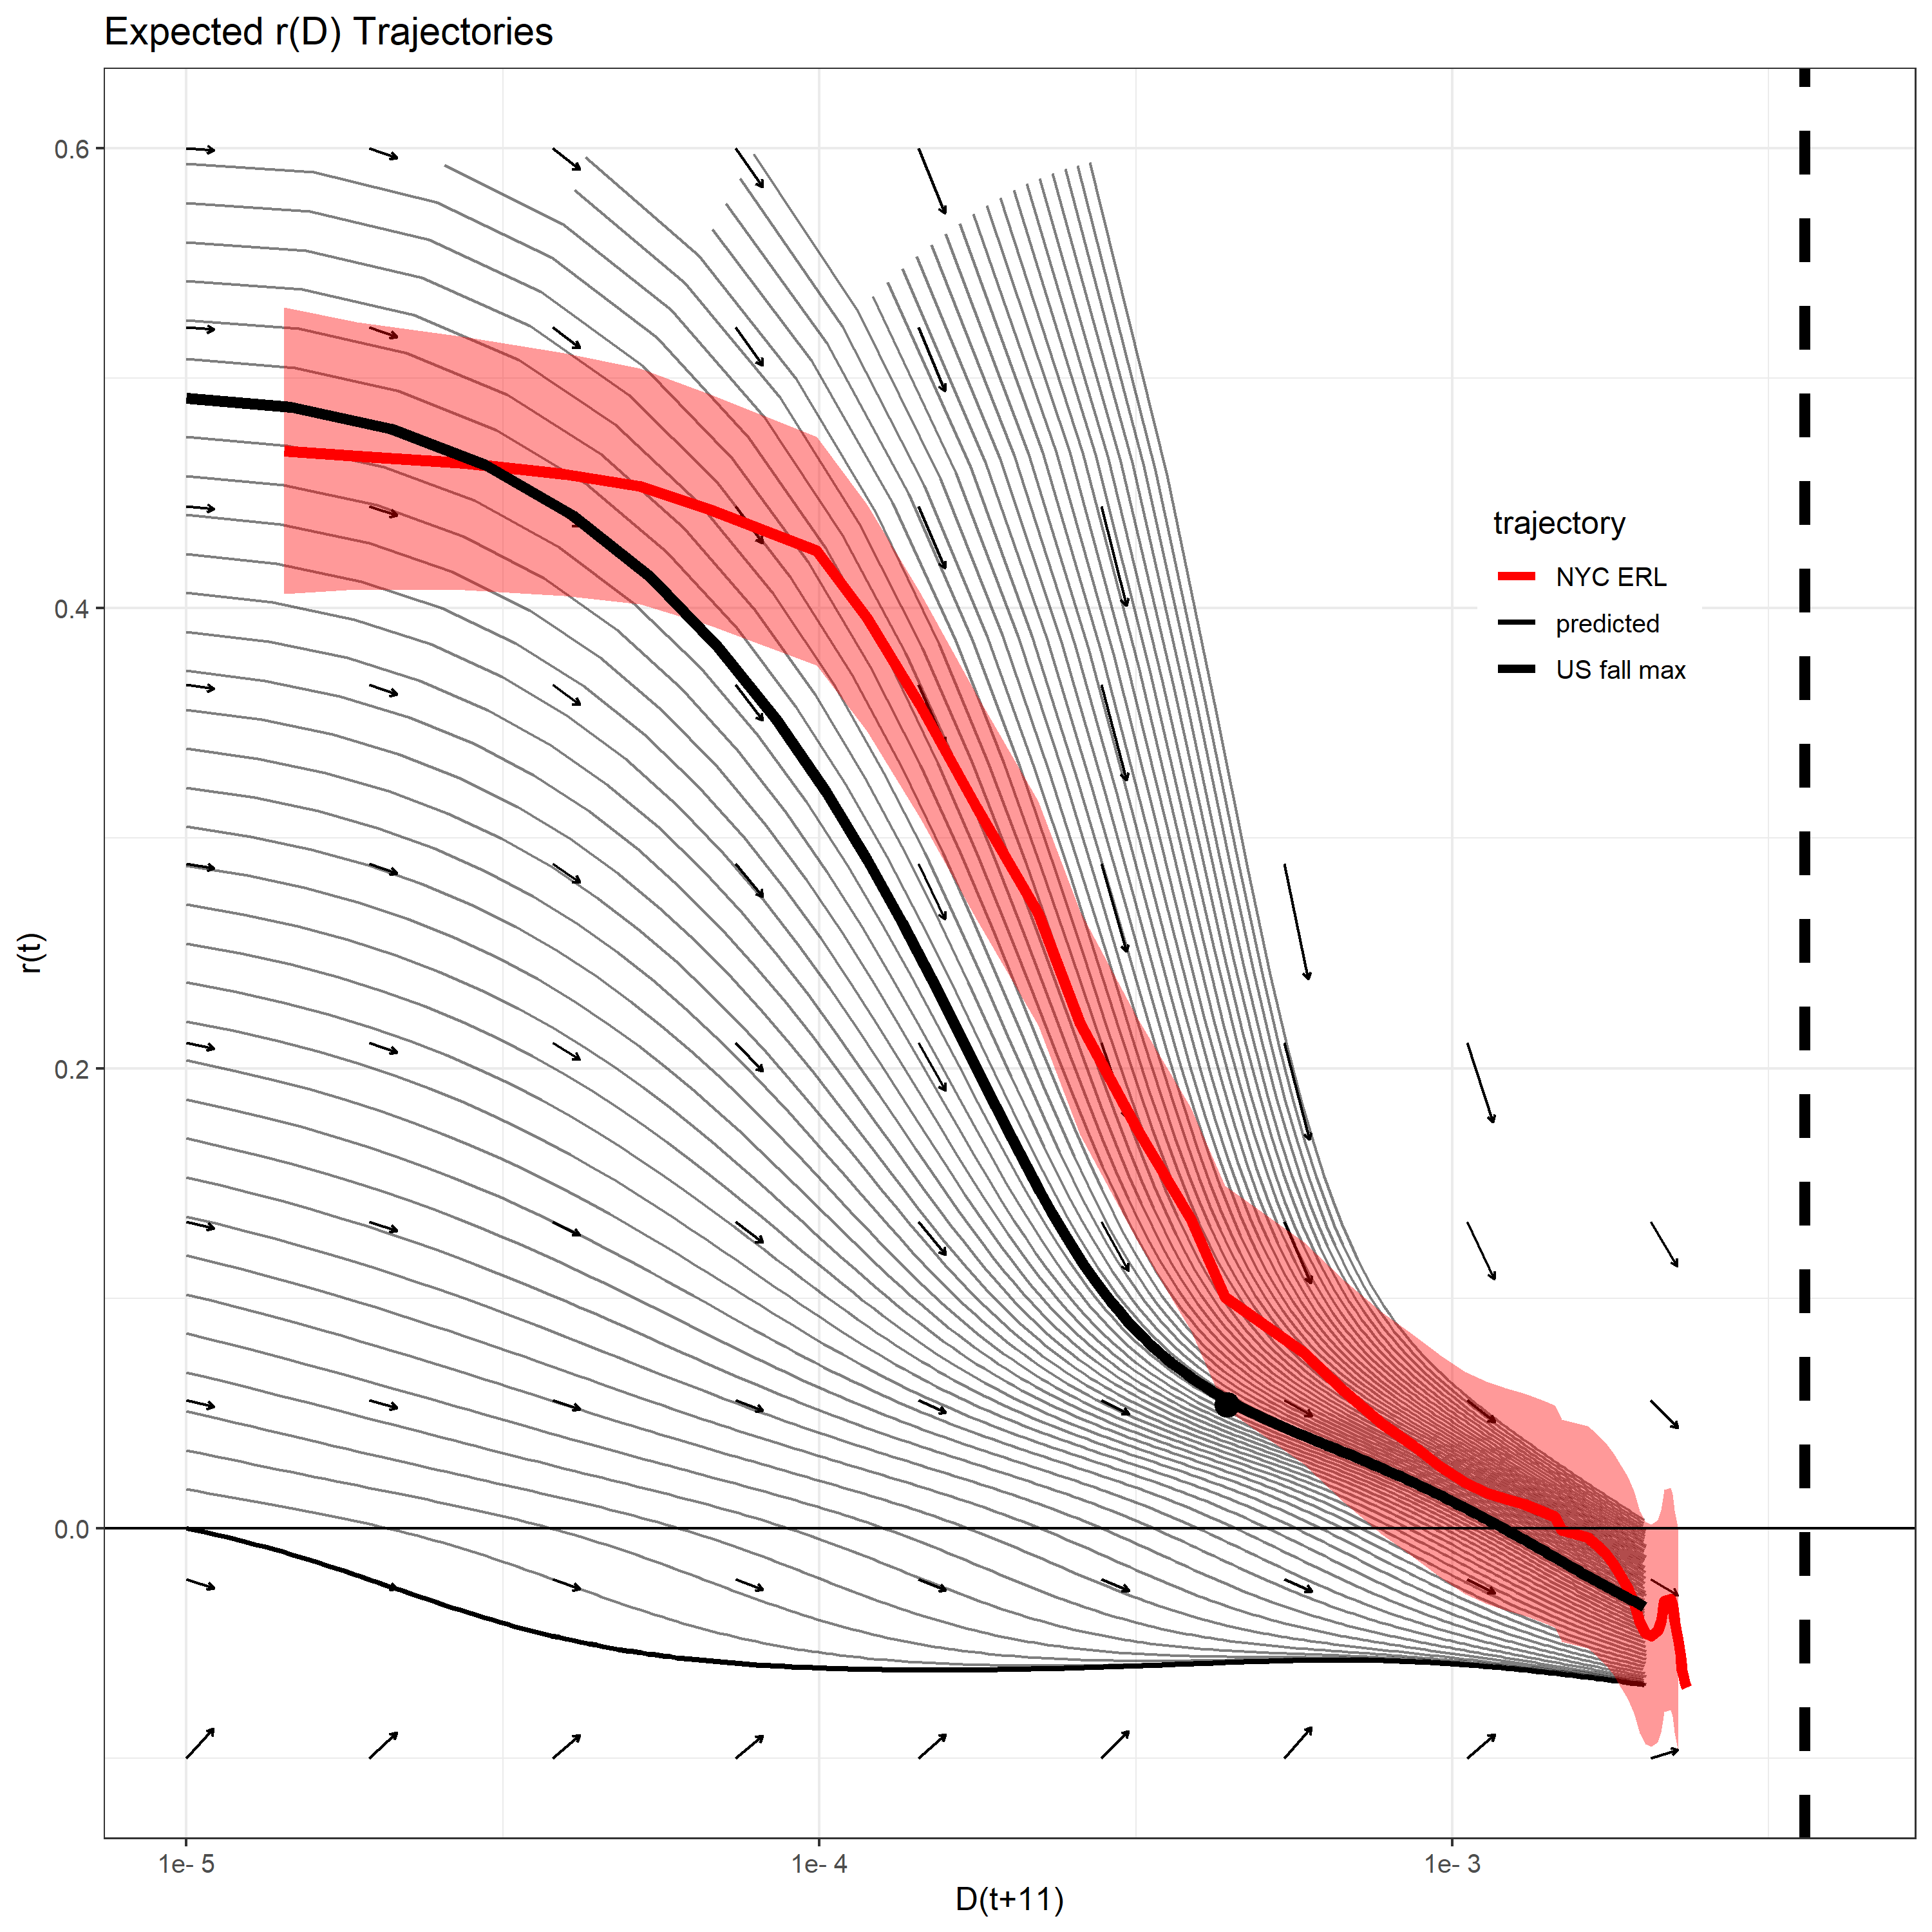 Expected r(D) Trajectories
0.6
0.4
0.2
0.0
r(t)
trajectory
NYC ERL
predicted
US fall max
1e- 5
1e- 4
1e- 3
D(t+11)